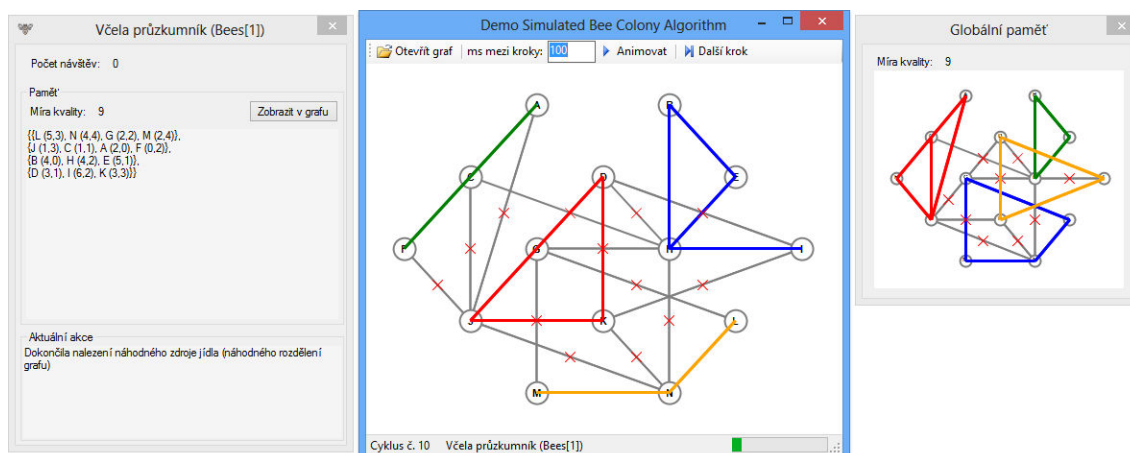 Včela průzkumník (Bees[1])
Počet návštěv: 0
Paměť
Míra kvality: 9
Zobrazit v grafu
{{L (5,3), N (4,4), G (2,2), M (2,4)},
{J (1,3), C (1,1), A (2,0), F (0,2)},
{B (4,0), H (4,2), E (5,1)},
{D (3,1), I (6,2), K (3,3)}}
Aktuální akce
Dokončila nalezení náhodného zdroje jídla (náhodného rozdělení
grafu)
Demo Simulated Bee Colony Algorithm
Otevřít graf
ms mezi kroky: 100
Animovat
Další krok
A
B
C
D
E
F
G
H
I
J
K
L
M
N
Cyklus č. 10
Včela průzkumník (Bees[1])
Globální paměť
Míra kvality: 9